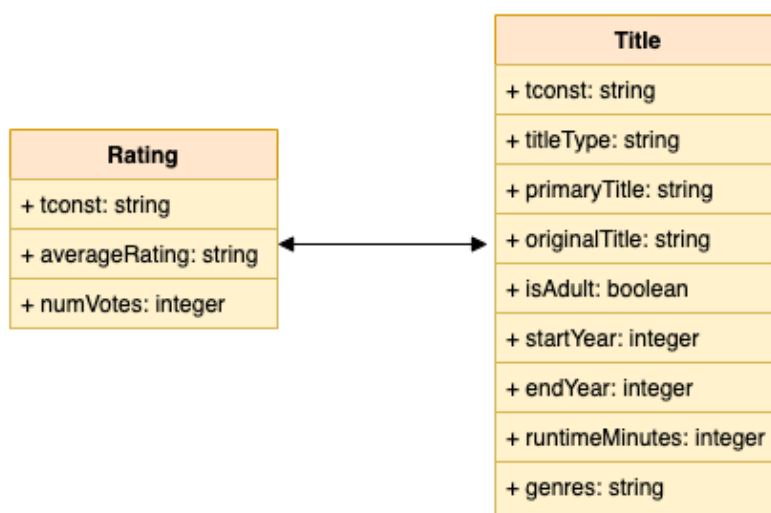 Rating
+ tconst: string
+ averageRating: string
+ numVotes: integer
Title
+ tconst: string
+ titleType: string
+ primaryTitle: string
+ originalTitle: string
+ isAdult: boolean
+ startYear: integer
+ endYear: integer
+ runtimeMinutes: integer
+ genres: string